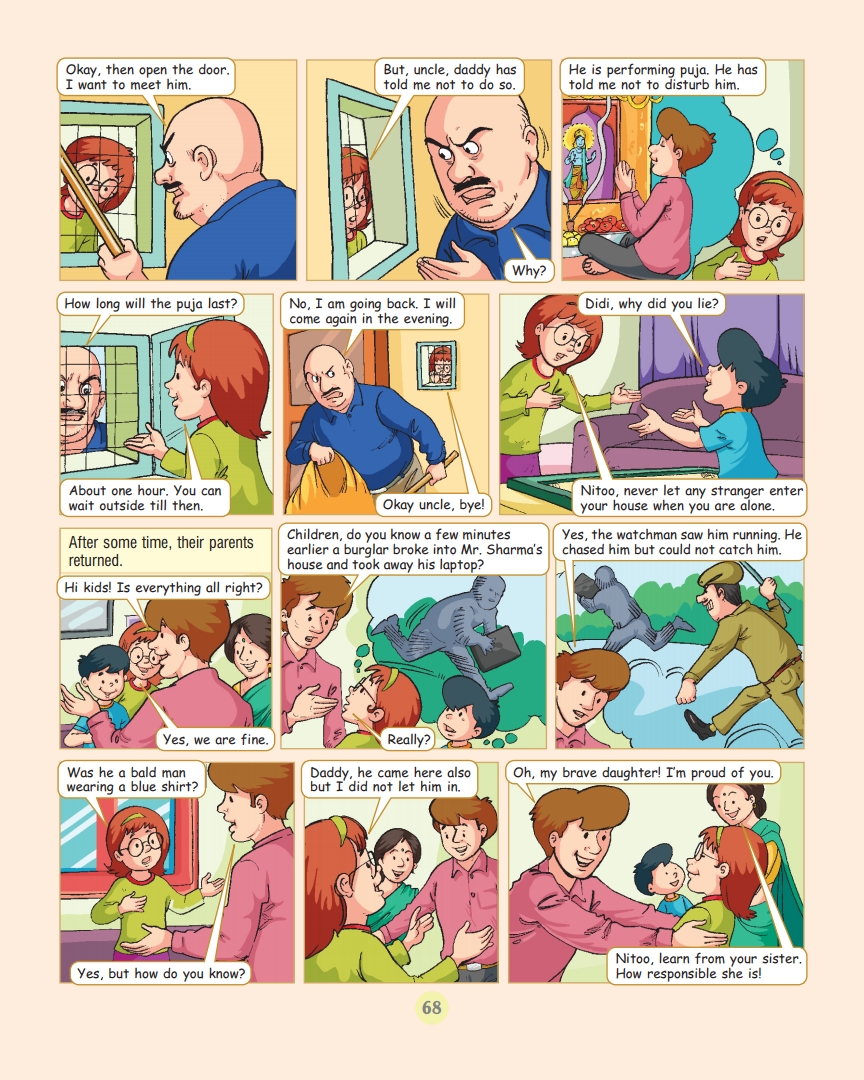 Okay, then open the door.
I want to meet him.
But, uncle, daddy has
told me not to do so.
Why?
He is performing puja. He has
told me not to disturb him.
How long will the puja last?
About one hour. You can
wait outside till then.
No, I am going back. I will
come again in the evening.
Okay uncle, bye!
Didi, why did you lie?
Nitoo, never let any stranger enter
your house when you are alone.
After some time, their parents
returned.
Hi kids! Is everything all right?
Yes, we are fine.
Children, do you know a few minutes
earlier a burglar broke into Mr. Sharma's
house and took away his laptop?
Really?
Yes, the watchman saw him running. He
chased him but could not catch him.
Was he a bald man
wearing a blue shirt?
Yes, but how do you know?
Daddy, he came here also
but I did not let him in.
Oh, my brave daughter! I'm proud of you.
Nitoo, learn from your sister.
How responsible she is!
68